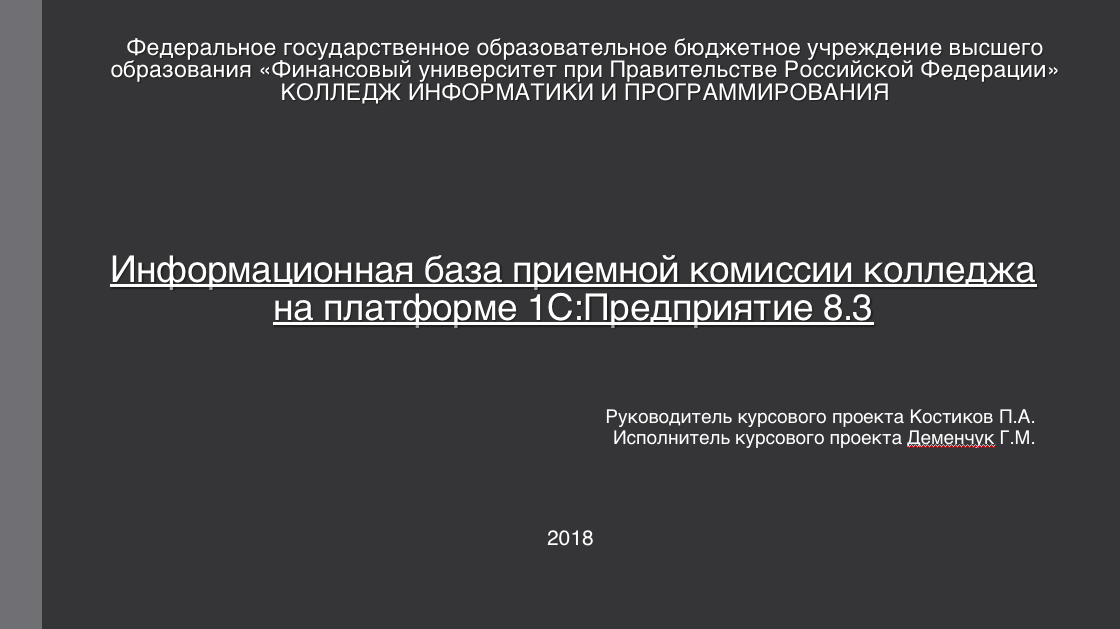 Федеральное государственное образовательное бюджетное учреждение высшего
образования «Финансовый университет при Правительстве Российской Федерации»
КОЛЛЕДЖ ИНФОРМАТИКИ И ПРОГРАММИРОВАНИЯ
Информационная база приемной комиссии колледжа
на платформе 1С:Предприятие 8.3
Руководитель курсового проекта Костиков П.А.
Исполнитель курсового проекта Деменчук Г.М.
2018